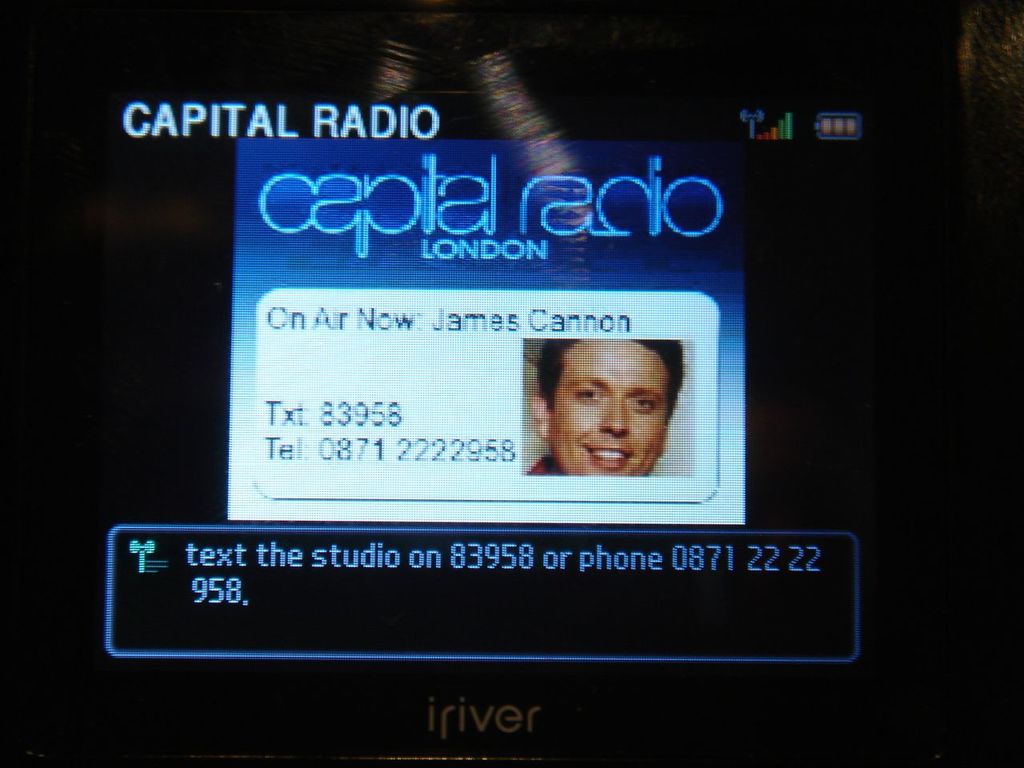 CAPITAL RADIO
capital radio
LONDON
On Air Now: James Cannon
Txt: 83958
Tel: 0871 2222958
text the studio on 83958 or phone 0871 22 22
958.
iriver